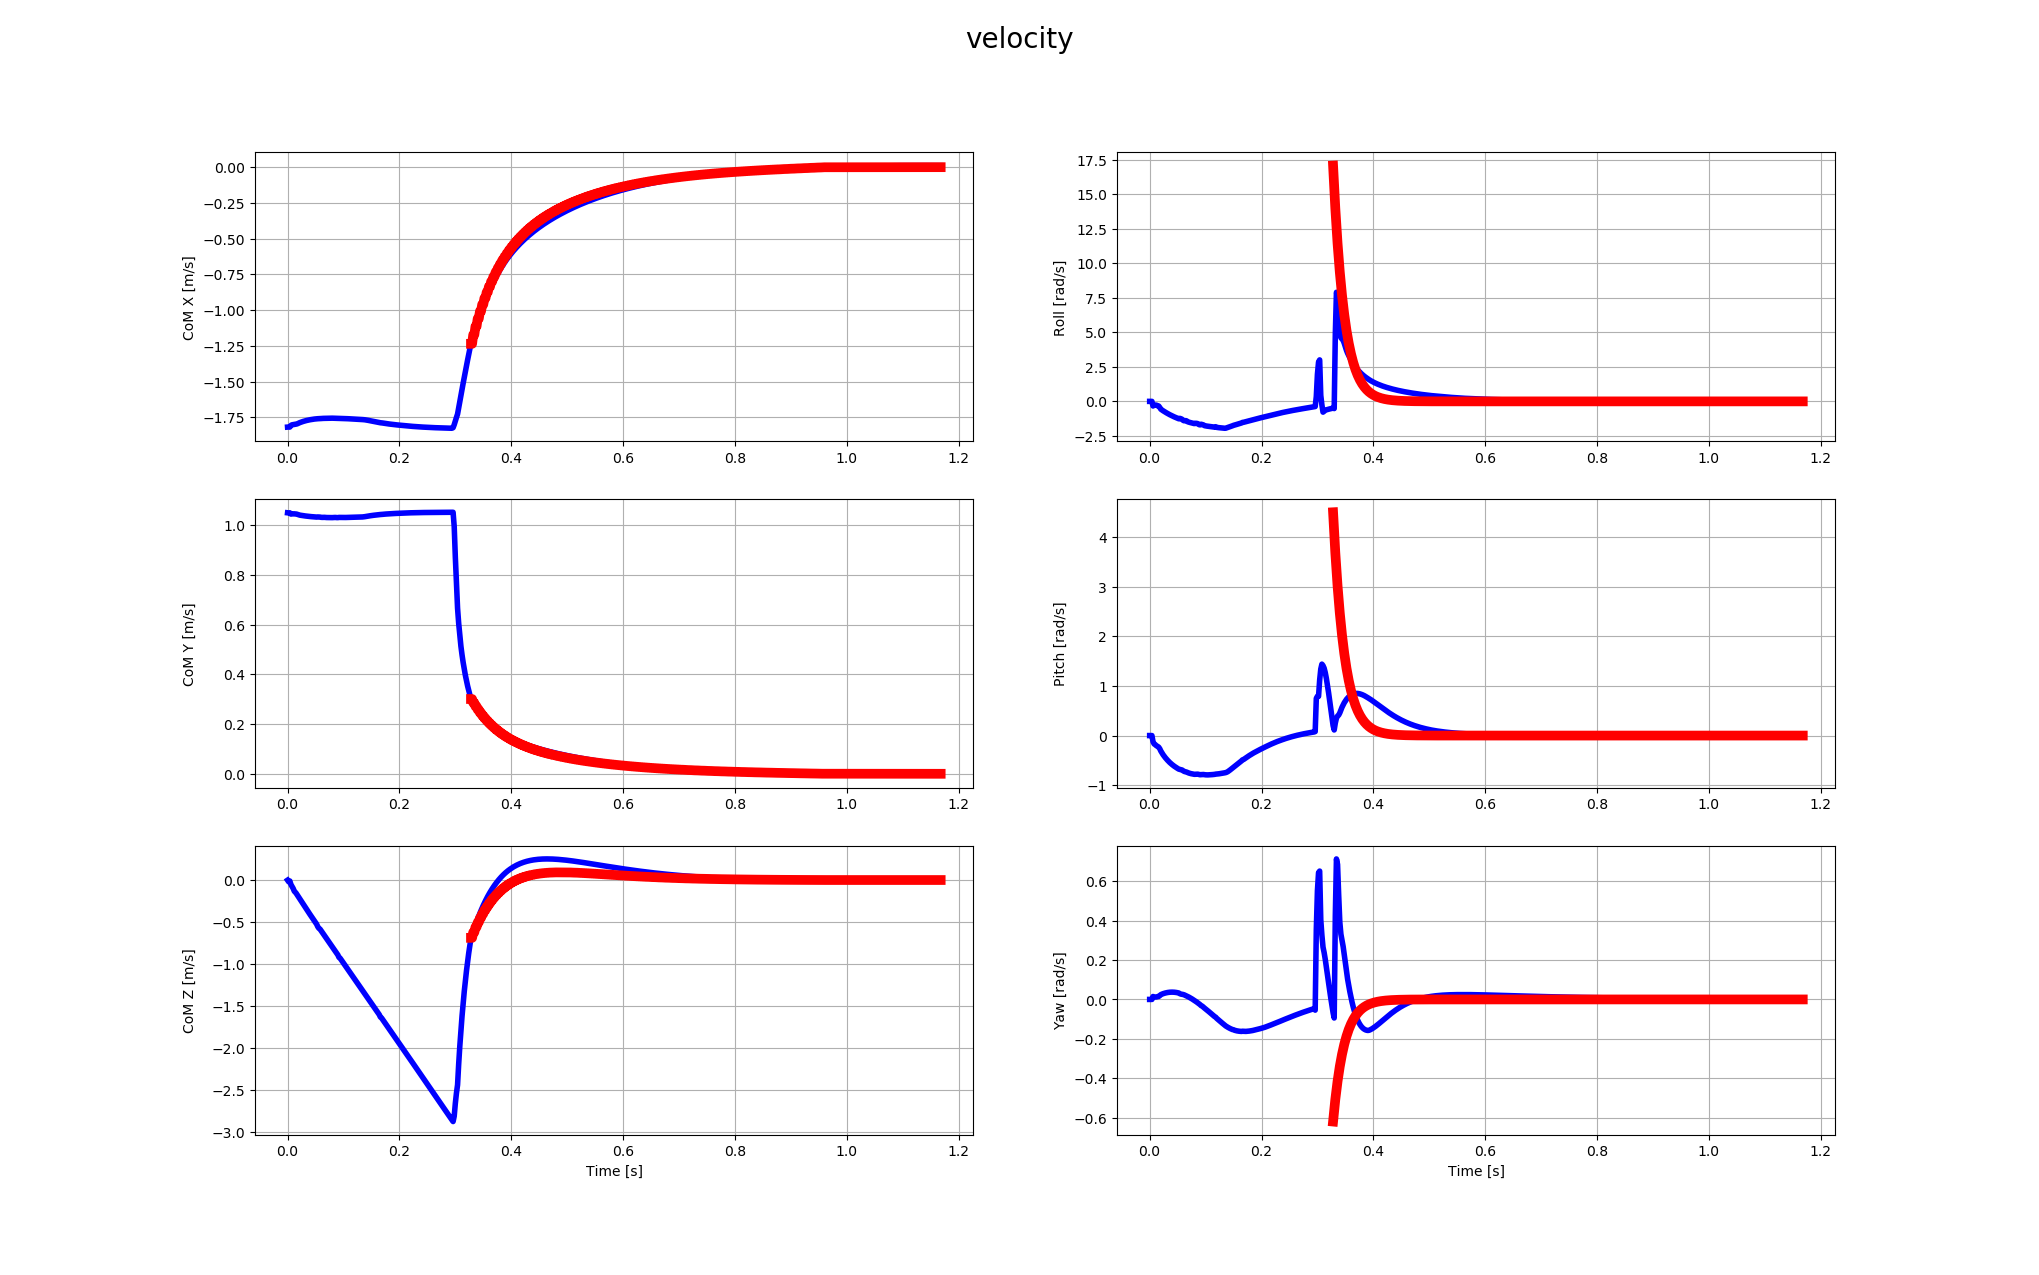 velocity
CoM X [m/s]
0.00
−0.25
−0.50
−0.75
−1.00
−1.25
−1.50
−1.75
0.0 0.2 0.4 0.6 0.8 1.0 1.2
Roll [rad/s]
17.5
15.0
12.5
10.0
7.5
5.0
2.5
0.0
−2.5
0.0 0.2 0.4 0.6 0.8 1.0 1.2
CoM Y [m/s]
1.0
0.8
0.6
0.4
0.2
0.0
0.0 0.2 0.4 0.6 0.8 1.0 1.2
Pitch [rad/s]
4
3
2
1
0
−1
0.0 0.2 0.4 0.6 0.8 1.0 1.2
CoM Z [m/s]
0.0
−0.5
−1.0
−1.5
−2.0
−2.5
−3.0
0.0 0.2 0.4 0.6 0.8 1.0 1.2
Time [s]
Yaw [rad/s]
0.6
0.4
0.2
0.0
−0.2
−0.4
−0.6
0.0 0.2 0.4 0.6 0.8 1.0 1.2
Time [s]